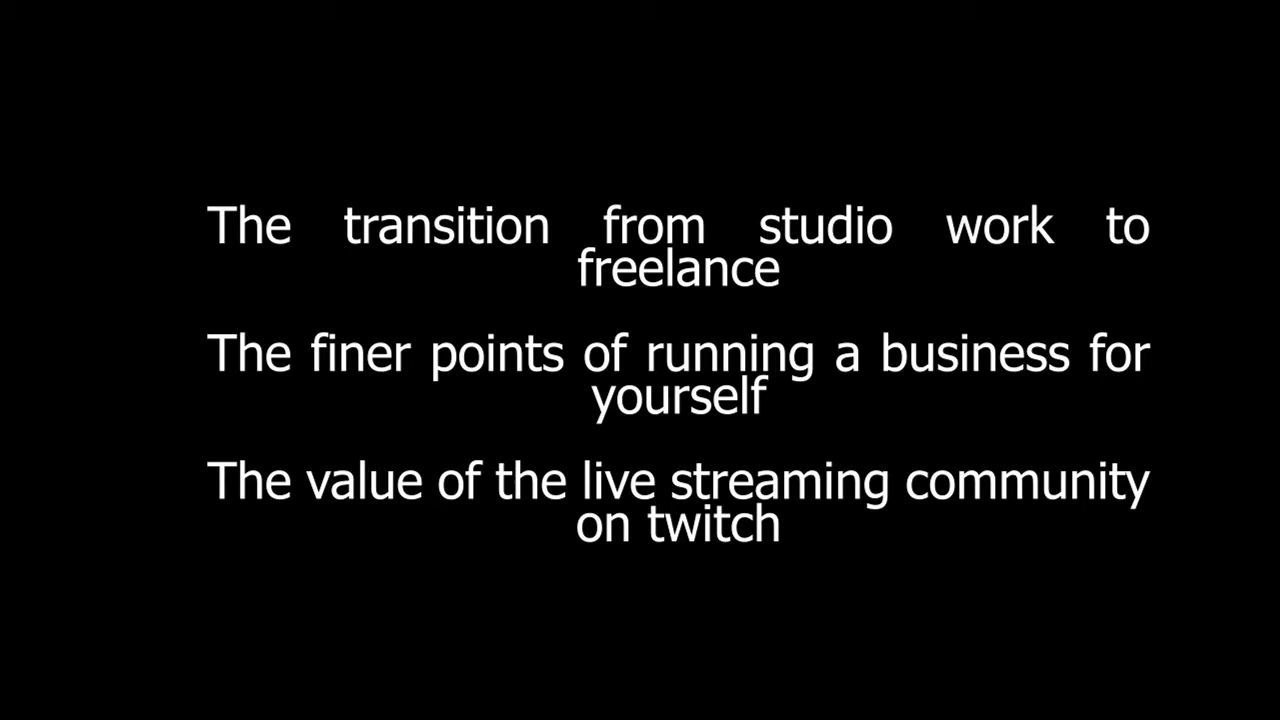 The transition from studio work to
freelance
The finer points of running a business for
yourself
The value of the live streaming community
on twitch